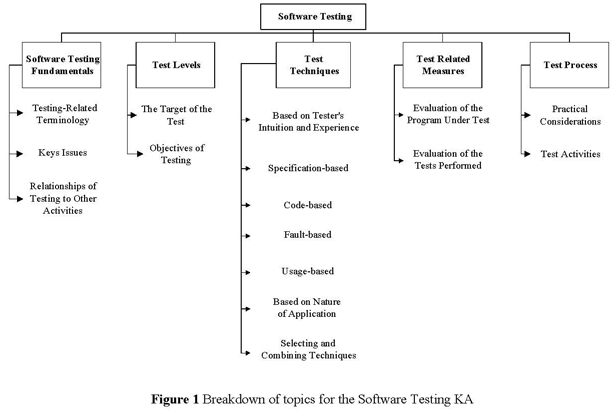 Software Testing
Software Testing
Fundamentals
Testing-Related
Terminology
Keys Issues
Relationships of
Testing to Other
Activities
Test Levels
The Target of the
Test
Objectives of
Testing
Test
Techniques
Based on Tester's
Intuition and Experience
Specification-based
Code-based
Fault-based
Usage-based
Based on Nature
of Application
Selecting and
Combining Techniques
Test Related
Measures
Evaluation of the
Program Under Test
Evaluation of the
Tests Performed
Test Process
Practical
Considerations
Test Activities
Figure 1 Breakdown of topics for the Software Testing KA